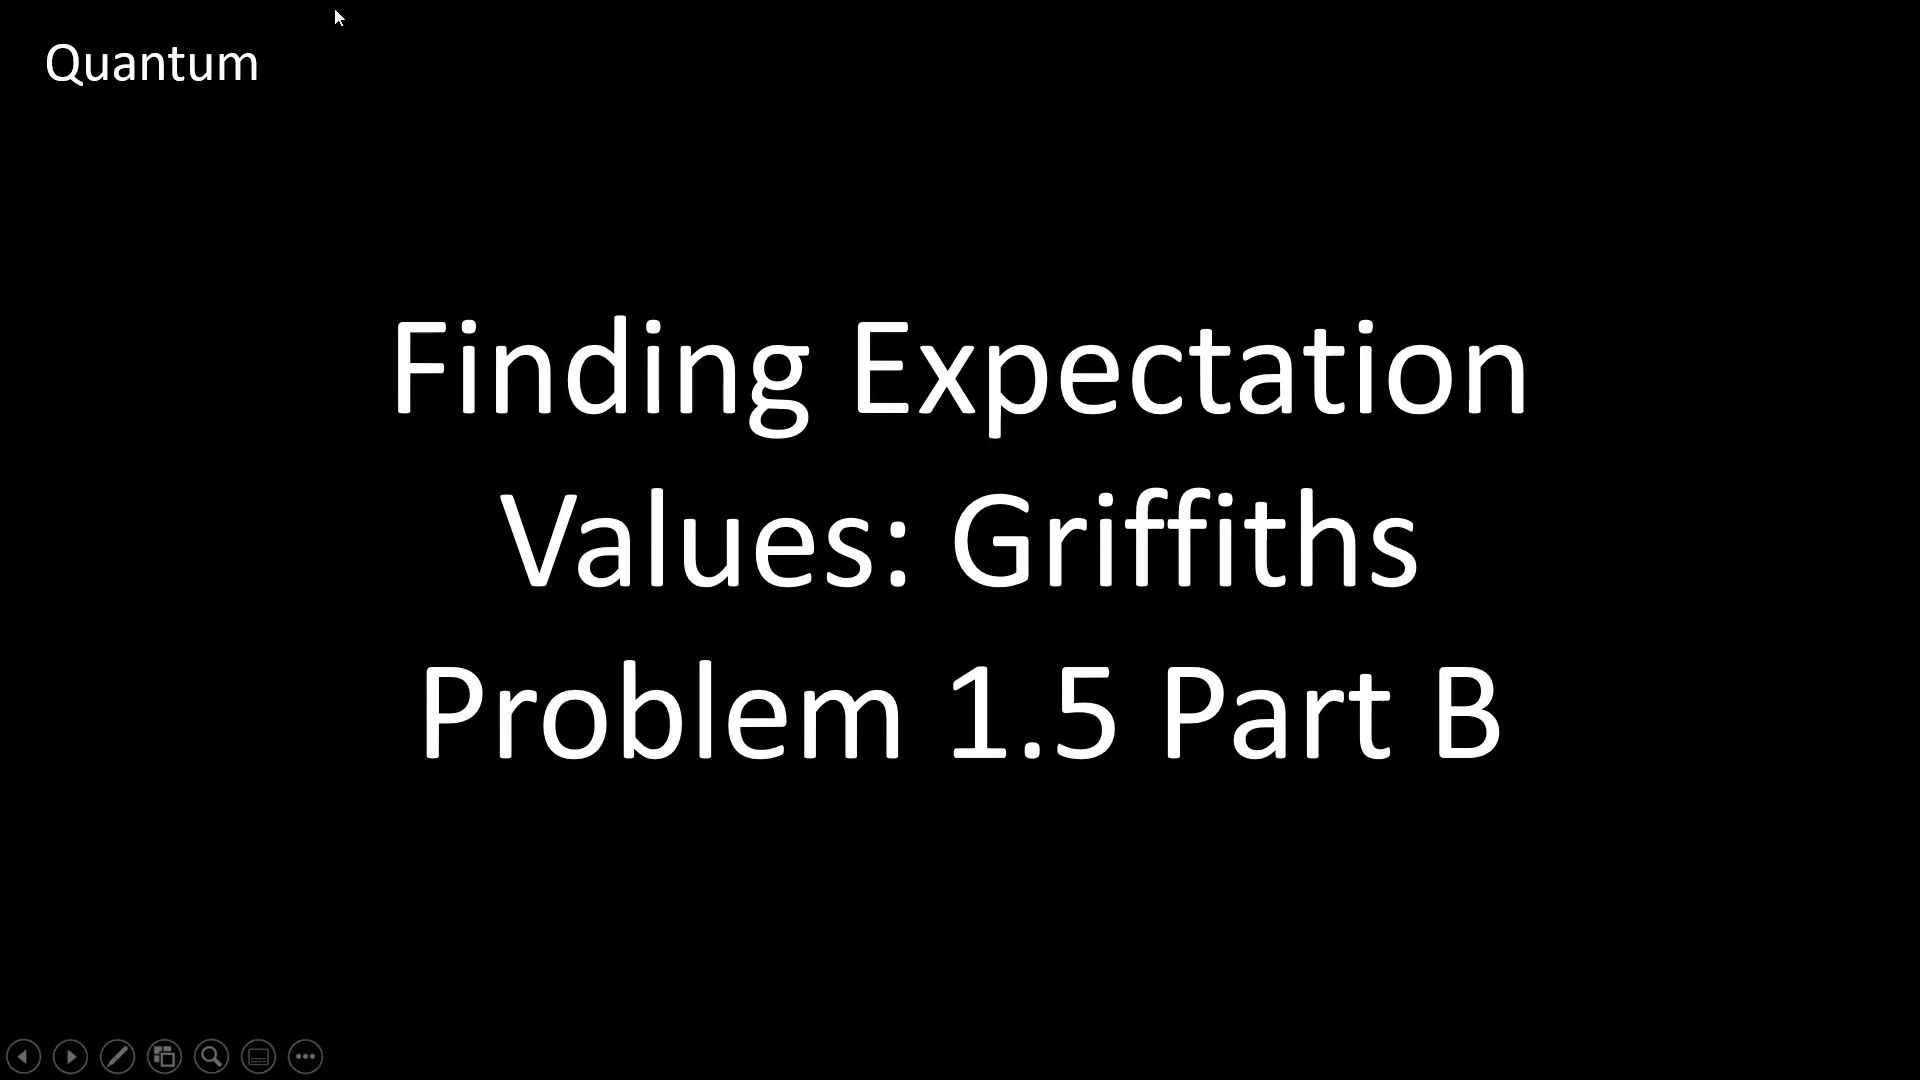 Quantum
Finding Expectation
Values: Griffiths
Problem 1.5 Part B